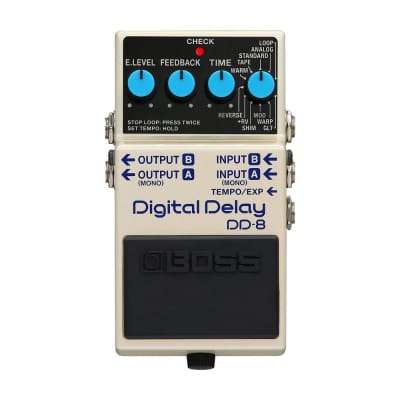 CHECK
E.LEVEL FEEDBACK TIME
LOOP
ANALOG
STANDARD
TAPE
WARM
REVERSE
+RV
SHIM
MOD
WARP
GLT
STOP LOOP: PRESS TWICE
SET TEMPO: HOLD
OUTPUT B
INPUT B
OUTPUT A
(MONO)
INPUT A
(MONO)
TEMPO/EXP
Digital Delay
DD-8
BOSS